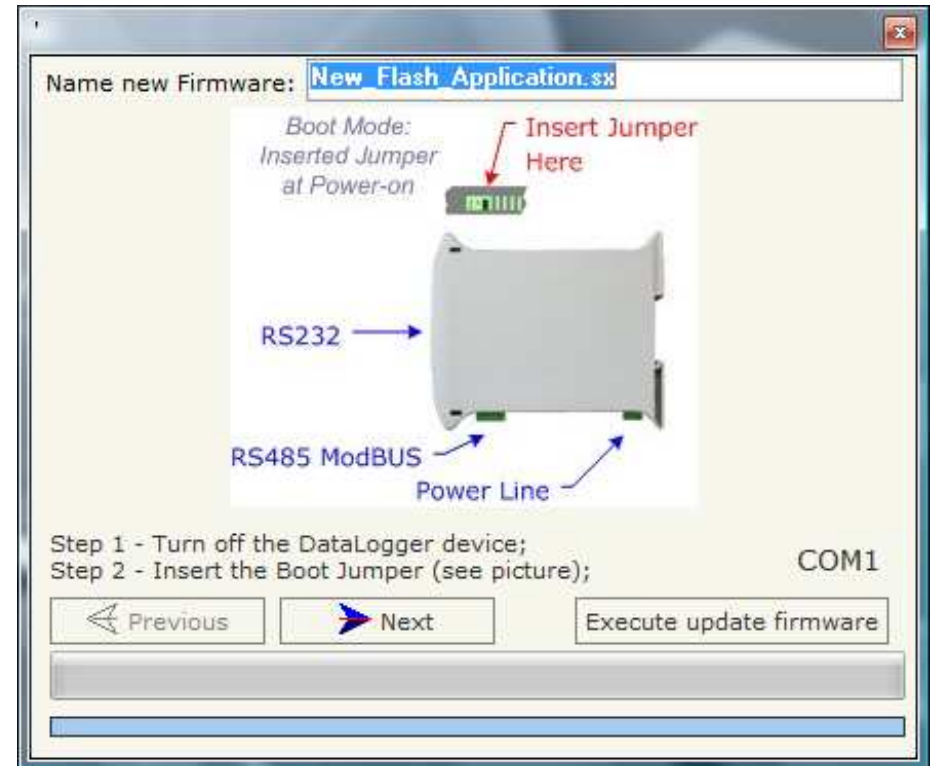 Name new Firmware: New_Flash_Application.sx
Boot Mode:
Inserted Jumper
at Power-on
Insert Jumper
Here
RS232
RS485 ModBUS
Power Line
Step 1 - Turn off the DataLogger device;
Step 2 - Insert the Boot Jumper (see picture);
COM1
Previous
Next
Execute update firmware